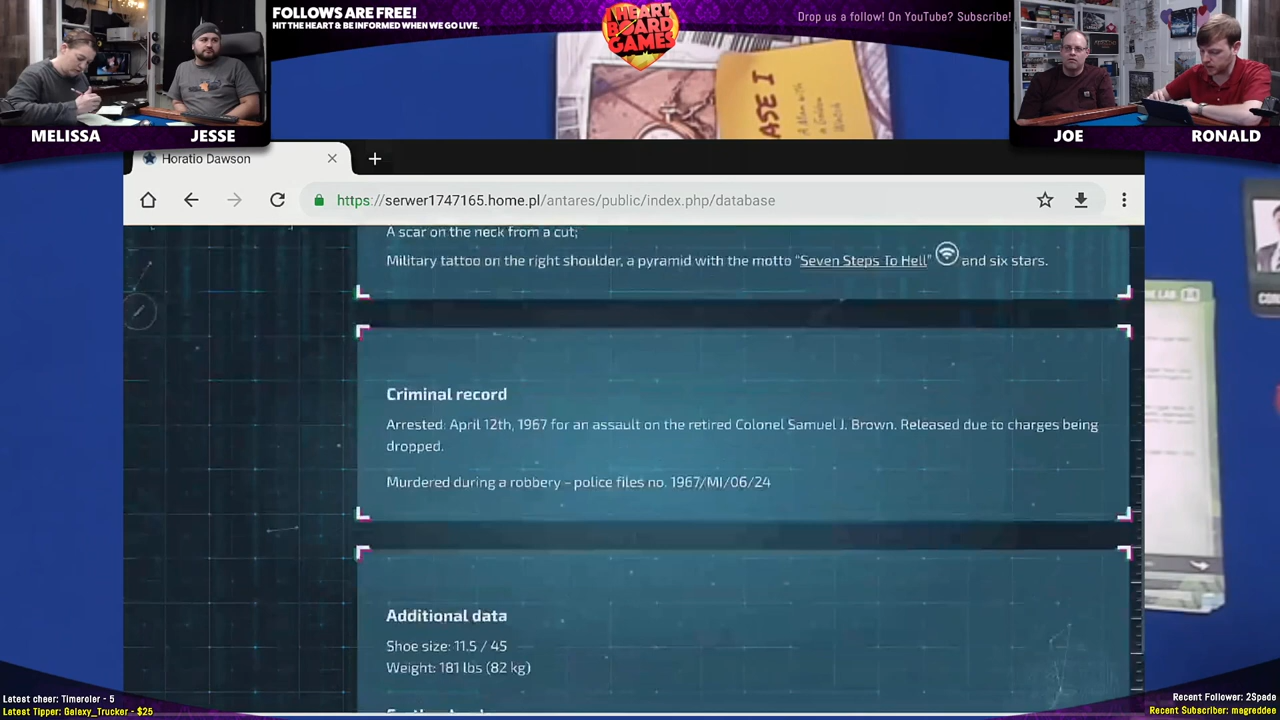 FOLLOWS ARE FREE!
HIT THE HEART & BE INFORMED WHEN WE GO LIVE.
I HEART
BOARD
GAMES
Drop us a follow! On YouTube? Subscribe!
MELISSA
JESSE
JOE
RONALD
CASE I
A Man with
a Golden
Watch
Horatio Dawson
https://serwer1747165.home.pl/antares/public/index.php/database
A scar on the neck from a cut;
Military tattoo on the right shoulder, a pyramid with the motto “Seven Steps To Hell” and six stars.
Criminal record
Arrested: April 12th, 1967 for an assault on the retired Colonel Samuel J. Brown. Released due to charges being
dropped.
Murdered during a robbery – police files no. 1967/MI/06/24
Additional data
Shoe size: 11.5 / 45
Weight: 181 lbs (82 kg)
LAB
Latest cheer: Timeroler - 5
Latest Tipper: Galaxy_Trucker - $25
Recent Follower: 2Spade
Recent Subscriber: magreddee